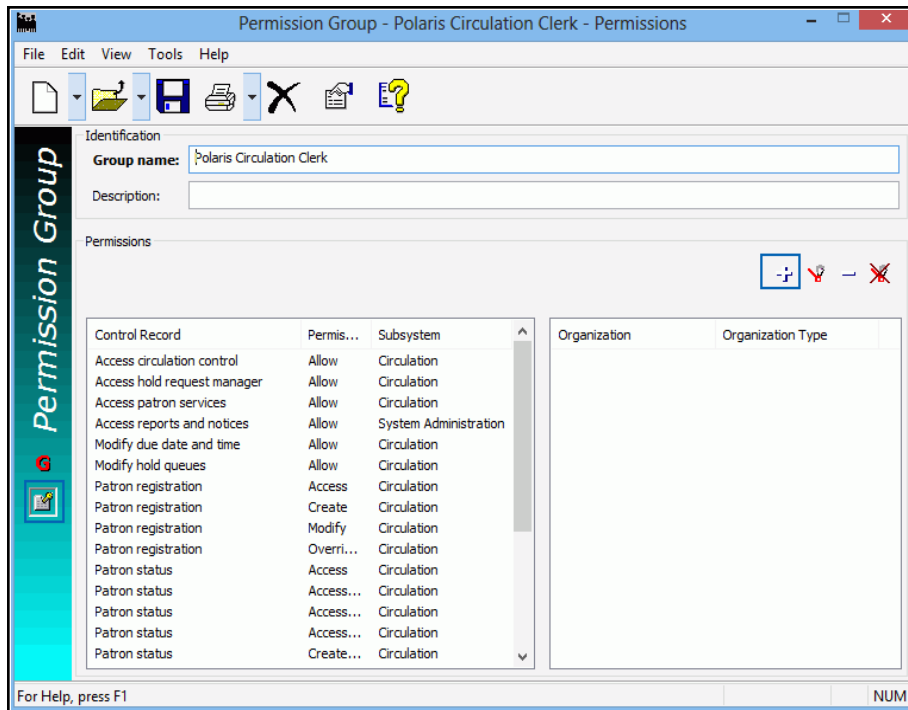 Permission Group - Polaris Circulation Clerk - Permissions
File Edit View Tools Help
Permission Group
G
Identification
Group name: Polaris Circulation Clerk
Description:
Permissions
Control Record Permis... Subsystem
Access circulation control Allow Circulation
Access hold request manager Allow Circulation
Access patron services Allow Circulation
Access reports and notices Allow System Administration
Modify due date and time Allow Circulation
Modify hold queues Allow Circulation
Patron registration Access Circulation
Patron registration Create Circulation
Patron registration Modify Circulation
Patron registration Overri... Circulation
Patron status Access Circulation
Patron status Access... Circulation
Patron status Access... Circulation
Patron status Access... Circulation
Patron status Create... Circulation
Organization Organization Type
For Help, press F1
NUM